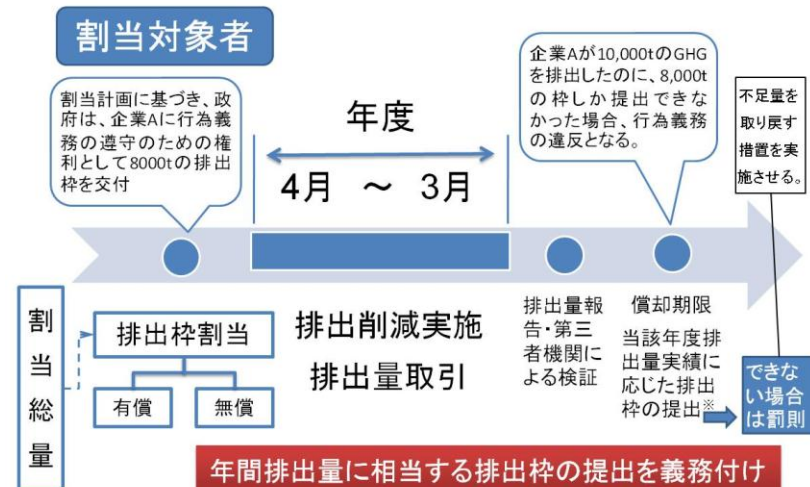 割当対象者
割当計画に基づき、政
府は、企業Aに行為義
務の遵守のための権
利として8000tの排出
枠を交付
年度
4月 ～ 3月
企業Aが10,000tのGHG
を排出したのに、8,000t
の枠しか提出できな
かった場合、行為義務
の違反となる。
不足量を
取り戻す
措置を実
施させる。
割当総量
排出枠割当
有償
無償
排出削減実施
排出量取引
排出量報
告・第三
者機関に
よる検証
償却期限
当該年度排
出量実績に
応じた排出
枠の提出※
できな
い場合
は罰則
年間排出量に相当する排出枠の提出を義務付け